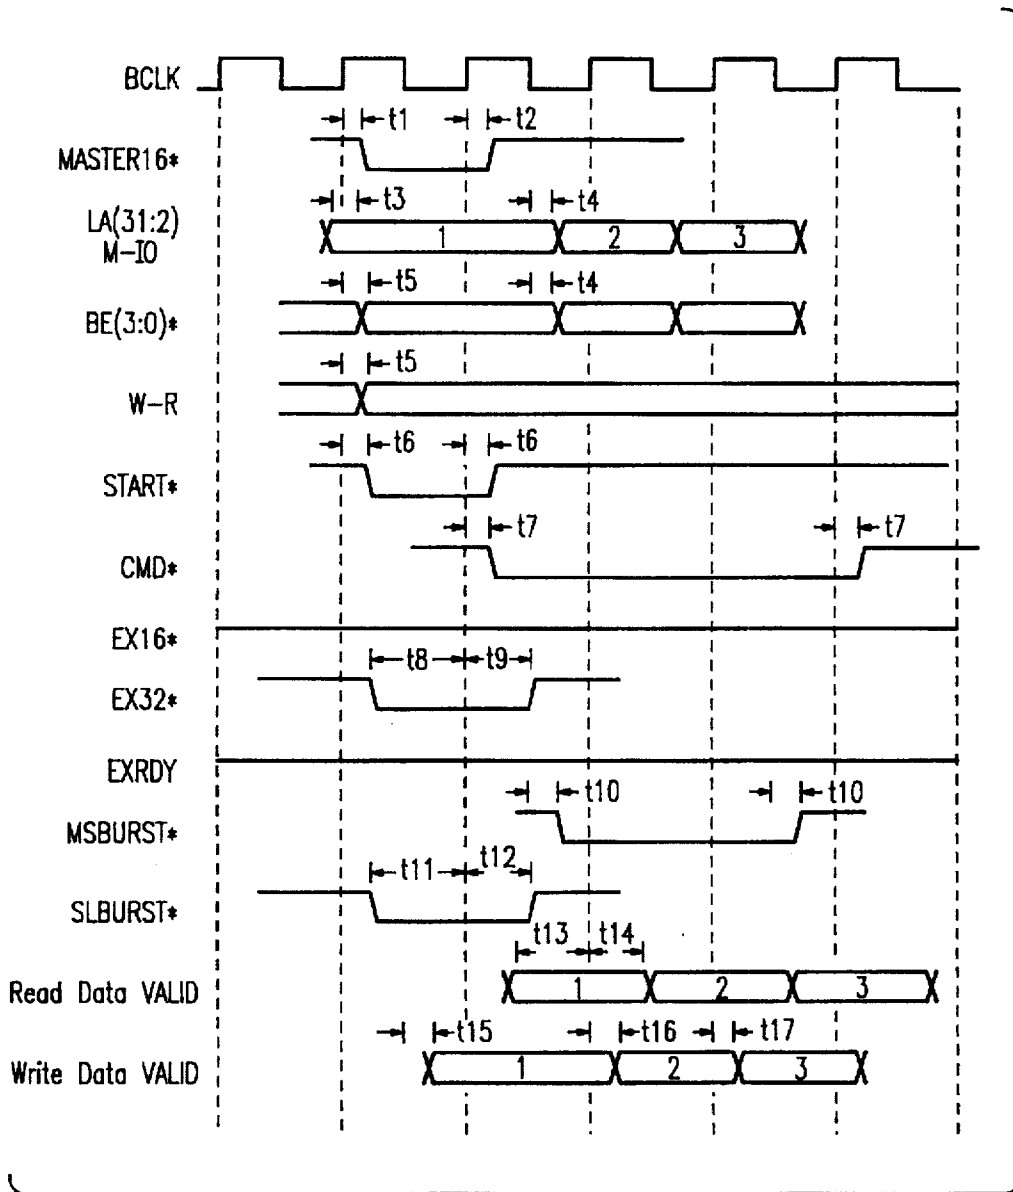 BCLK
t1 t2
MASTER16*
t3 t4
LA(31:2)
M-IO
1 2 3
t5 t4
BE(3:0)*
t5
W-R
t6 t6
START*
t7 t7
CMD*
EX16*
t8 t9
EX32*
EXRDY
t10 t10
MSBURST*
t11 t12
SLBURST*
t13 t14
Read Data VALID 1 2 3
t15 t16 t17
Write Data VALID 1 2 3